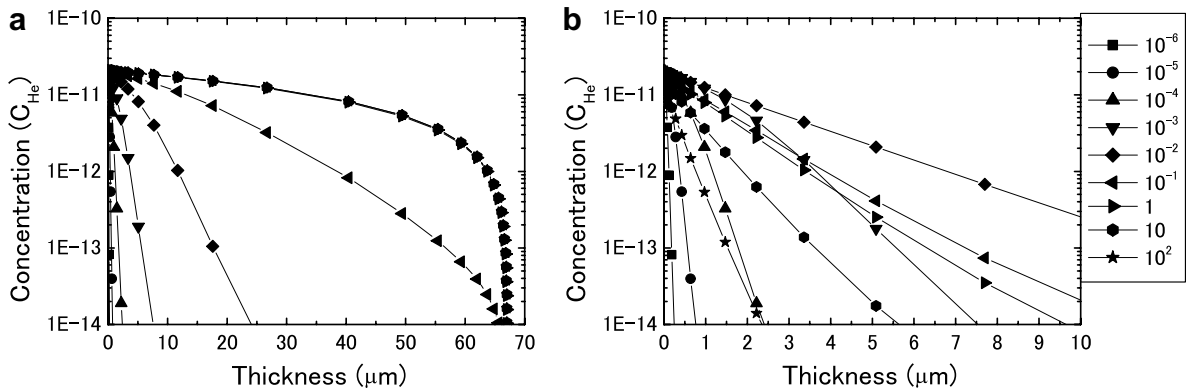 a
Concentration (C_He)
1E-10
1E-11
1E-12
1E-13
1E-14
0 10 20 30 40 50 60 70
Thickness (μm)
b
Concentration (C_He)
1E-10
1E-11
1E-12
1E-13
1E-14
0 1 2 3 4 5 6 7 8 9 10
Thickness (μm)
10⁻⁶
10⁻⁵
10⁻⁴
10⁻³
10⁻²
10⁻¹
1
10
10²